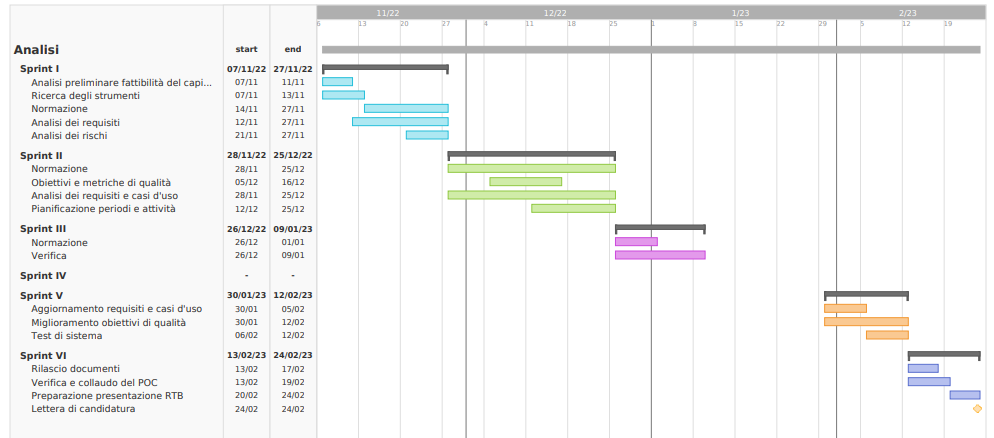 11/22 12/22 1/23 2/23
6 13 20 27 4 11 18 25 1 8 15 22 29 5 12 19
Analisi start end
Sprint I 07/11/22 27/11/22
Analisi preliminare fattibilità del capi... 07/11 11/11
Ricerca degli strumenti 07/11 13/11
Normazione 14/11 27/11
Analisi dei requisiti 12/11 27/11
Analisi dei rischi 21/11 27/11
Sprint II 28/11/22 25/12/22
Normazione 28/11 25/12
Obiettivi e metriche di qualità 05/12 16/12
Analisi dei requisiti e casi d'uso 28/11 25/12
Pianificazione periodi e attività 12/12 25/12
Sprint III 26/12/22 09/01/23
Normazione 26/12 01/01
Verifica 26/12 09/01
Sprint IV - -
Sprint V 30/01/23 12/02/23
Aggiornamento requisiti e casi d'uso 30/01 05/02
Miglioramento obiettivi di qualità 30/01 12/02
Test di sistema 06/02 12/02
Sprint VI 13/02/23 24/02/23
Rilascio documenti 13/02 17/02
Verifica e collaudo del POC 13/02 19/02
Preparazione presentazione RTB 20/02 24/02
Lettera di candidatura 24/02 24/02